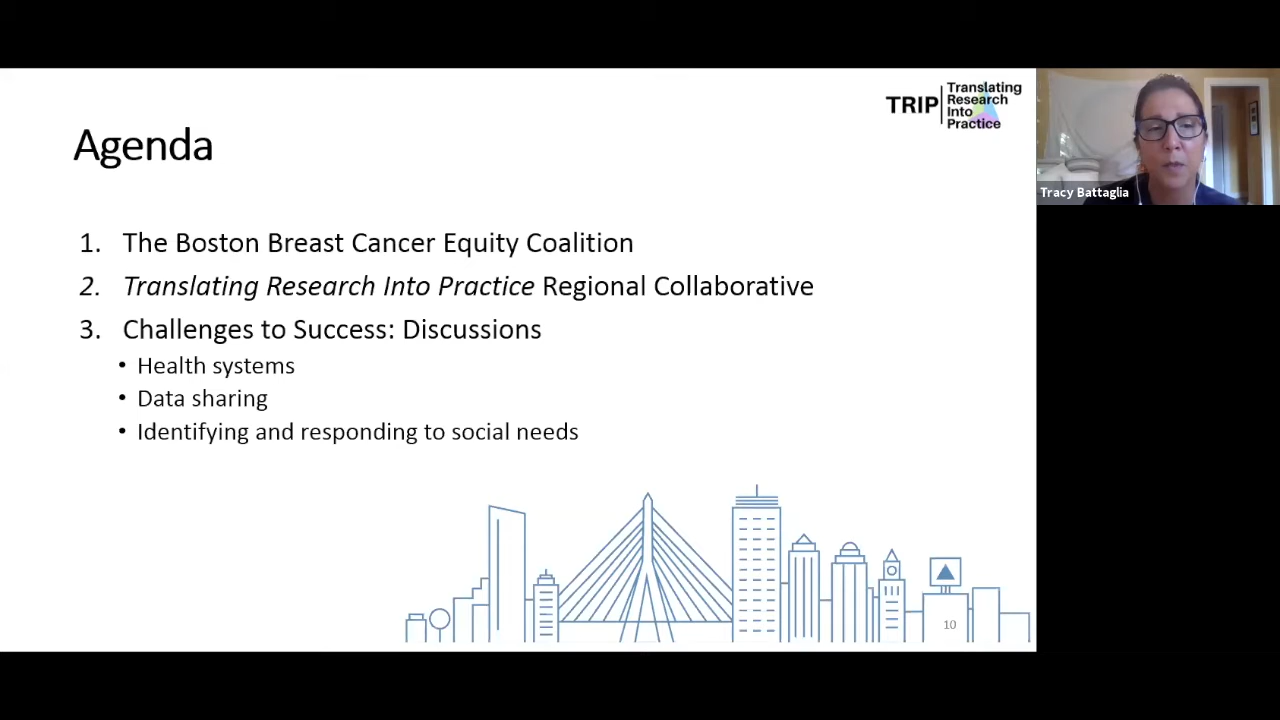 TRIP
Translating
Research
Into
Practice
Agenda
Tracy Battaglia
1. The Boston Breast Cancer Equity Coalition
2. Translating Research Into Practice Regional Collaborative
3. Challenges to Success: Discussions
• Health systems
• Data sharing
• Identifying and responding to social needs
10